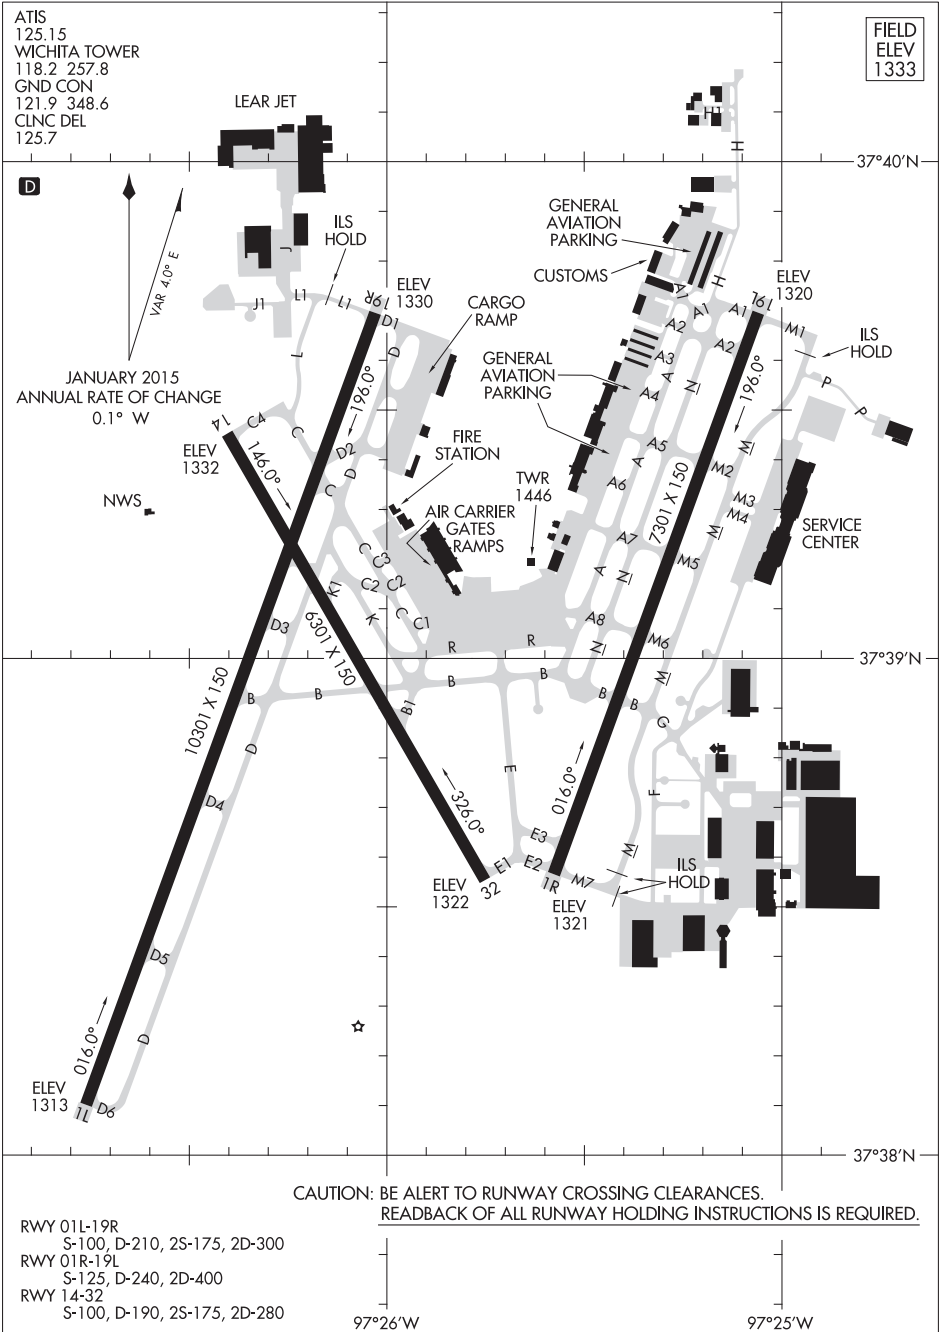 ATIS
125.15
WICHITA TOWER
118.2 257.8
GND CON
121.9 348.6
CLNC DEL
125.7
FIELD
ELEV
1333
LEAR JET
H1
H
37°40'N
D
VAR 4.0° E
JANUARY 2015
ANNUAL RATE OF CHANGE
0.1° W
ILS
HOLD
J
J1
L1
L1
L
19R
ELEV
1330
D1
D
CARGO
RAMP
GENERAL
AVIATION
PARKING
CUSTOMS
H
A1
A1
A1
A2
A2
19L
ELEV
1320
M1
ILS
HOLD
P
P
GENERAL
AVIATION
PARKING
A3
A
A4
N
196.0°
196.0°
14
ELEV
1332
C4
C
146.0°
D2
D
C
FIRE
STATION
NWS
TWR
1446
AIR CARRIER
GATES
RAMPS
A5
A
A6
A7
A
N
7301 X 150
M
M2
M3
M4
M
M5
SERVICE
CENTER
C
C3
C2
C2
C
C1
K1
K
D3
6301 X 150
10301 X 150
R
R
A8
N
M6
M
37°39'N
B
B
B
B
B
B
B1
G
D
D4
E
F
016.0°
326.0°
E3
E1
E2
M
M7
ILS
HOLD
ELEV
1322
32
1R
ELEV
1321
D5
D
016.0°
ELEV
1313
1L
D6
37°38'N
CAUTION: BE ALERT TO RUNWAY CROSSING CLEARANCES.
READBACK OF ALL RUNWAY HOLDING INSTRUCTIONS IS REQUIRED.
RWY 01L-19R
S-100, D-210, 2S-175, 2D-300
RWY 01R-19L
S-125, D-240, 2D-400
RWY 14-32
S-100, D-190, 2S-175, 2D-280
97°26'W
97°25'W